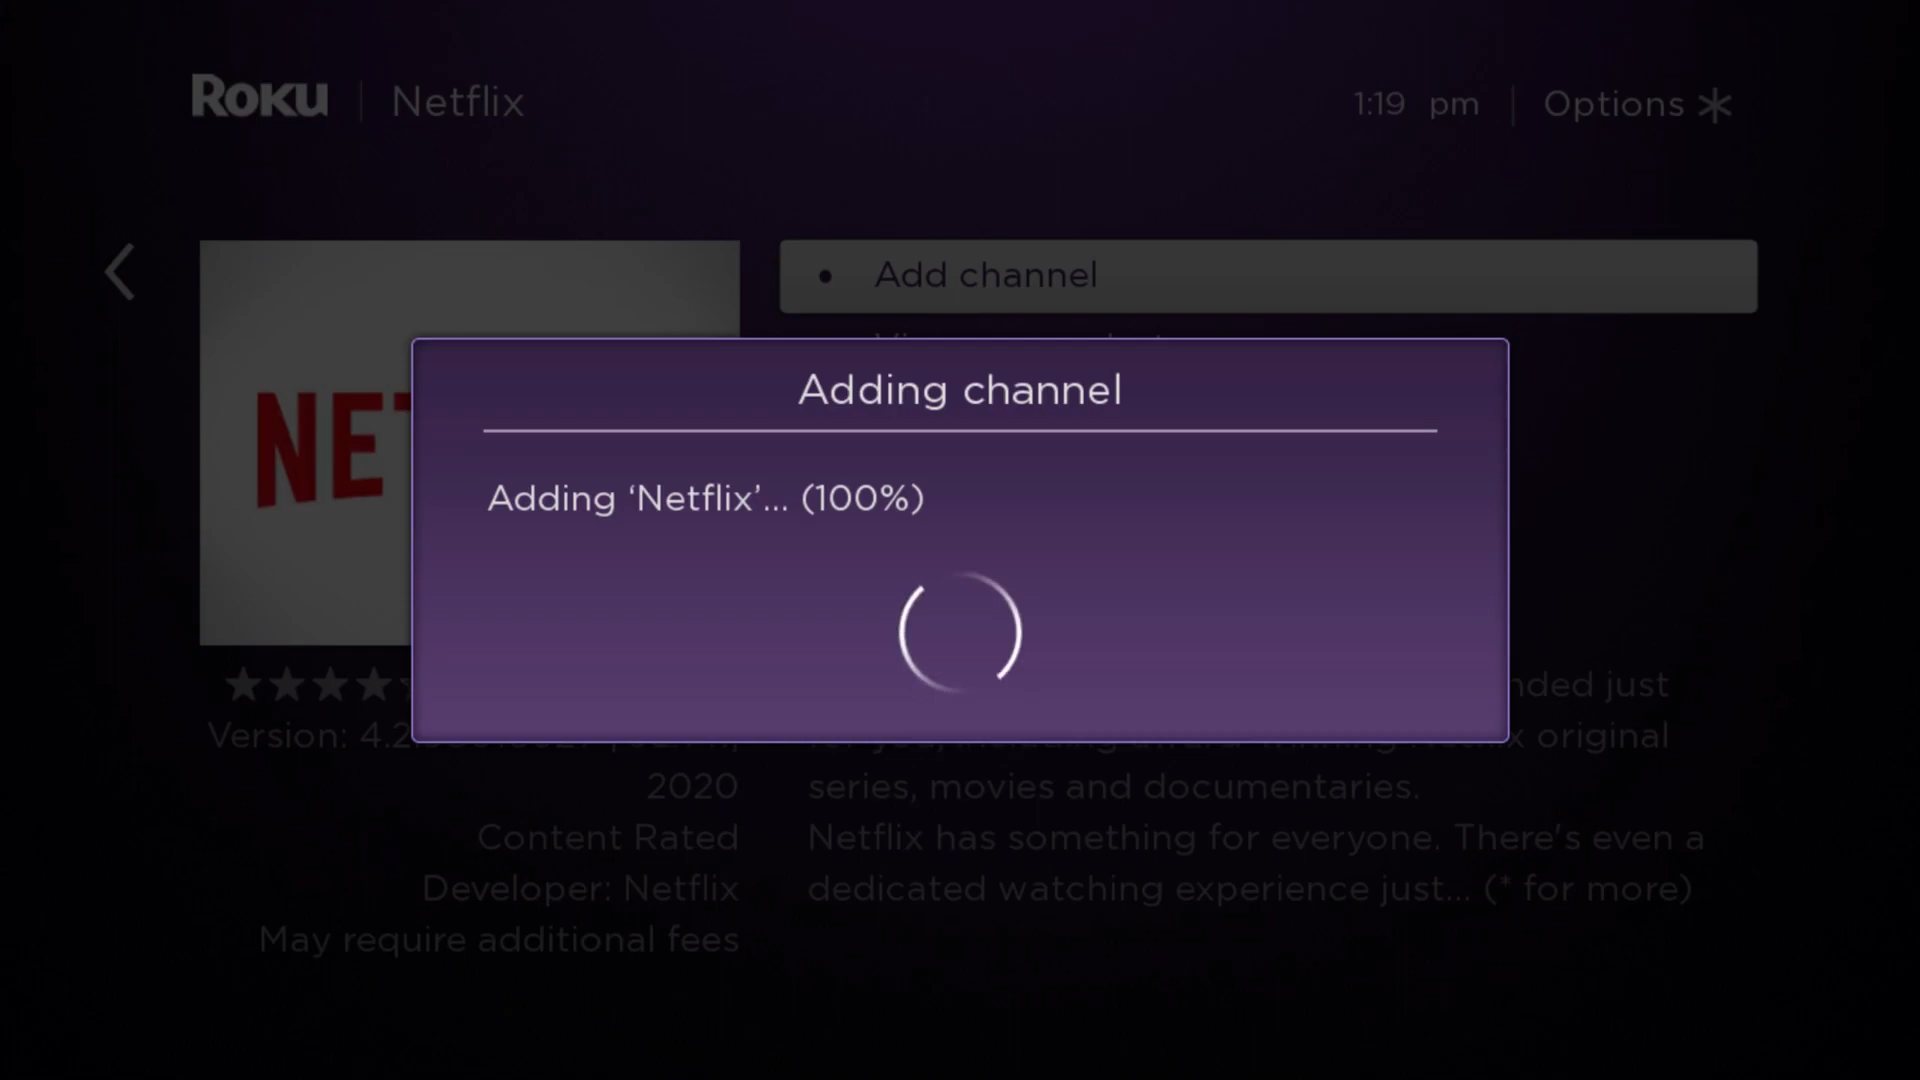 Roku | Netflix
1:19 pm | Options *
Add channel
Adding channel
Adding ‘Netflix’... (100%)
NE
nded just
Version: 4.2
original
2020
series, movies and documentaries.
Content Rated
Netflix has something for everyone. There's even a
Developer: Netflix
dedicated watching experience just... (* for more)
May require additional fees